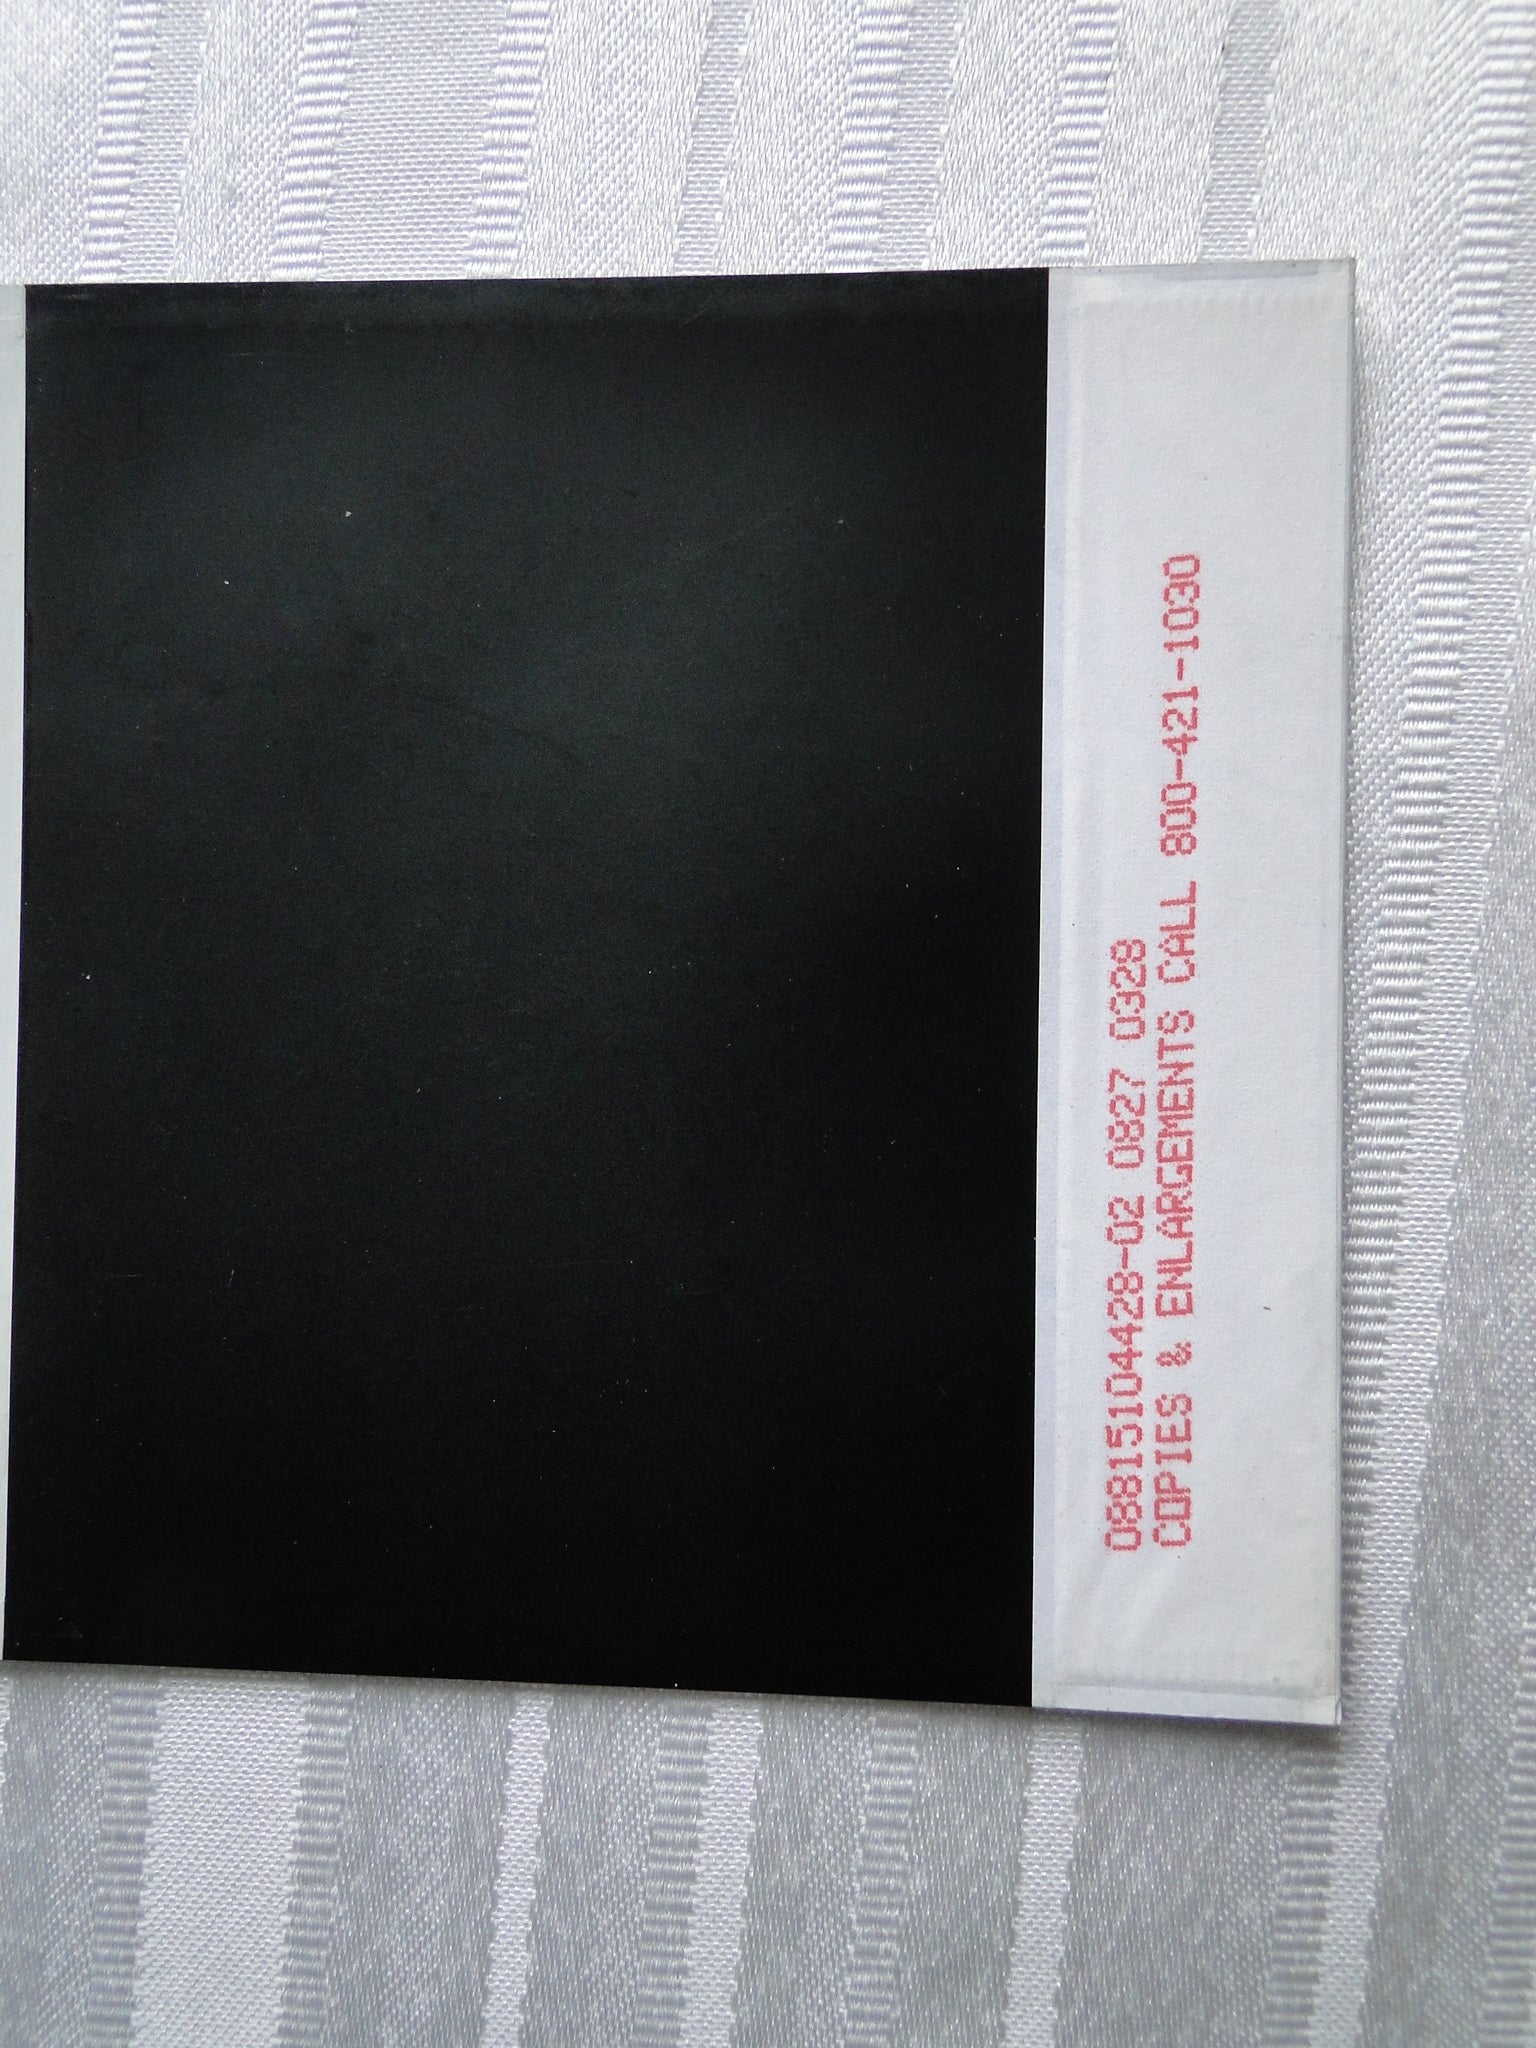 08815104428-02 0827 0328
COPIES & ENLARGEMENTS CALL 800-421-1030